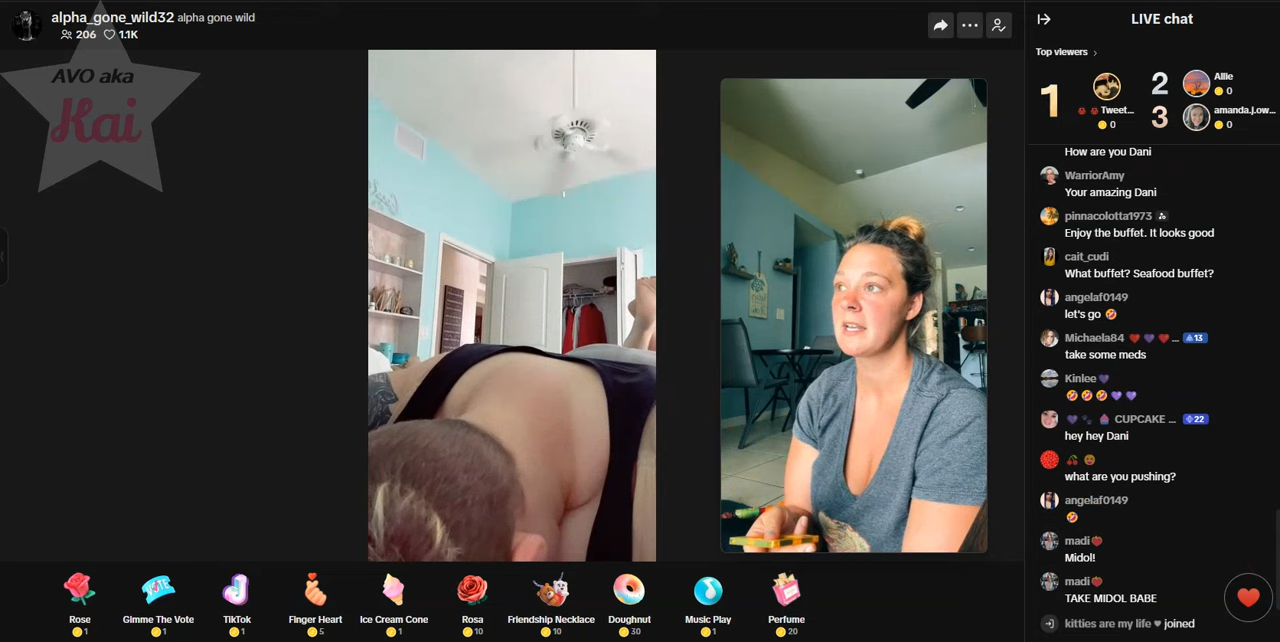 alpha_gone_wild32 alpha gone wild
206 1.1K
AVO aka
Kai
LIVE chat
Top viewers
1
Tweet...
0
2
Allie
0
3
amanda.j.ow...
0
How are you Dani
WarriorAmy
Your amazing Dani
pinnacolotta1973
Enjoy the buffet. It looks good
cait_cudi
What buffet? Seafood buffet?
angelaf0149
let's go
Michaela84 ... 13
take some meds
Kinlee
CUPCAKE ... 22
hey hey Dani
what are you pushing?
angelaf0149
madi
Midol!
madi
TAKE MIDOL BABE
kitties are my life joined
VOTE
Rose
1
Gimme The Vote
1
TikTok
1
Finger Heart
5
Ice Cream Cone
1
Rosa
10
Friendship Necklace
10
Doughnut
30
Music Play
1
Perfume
20